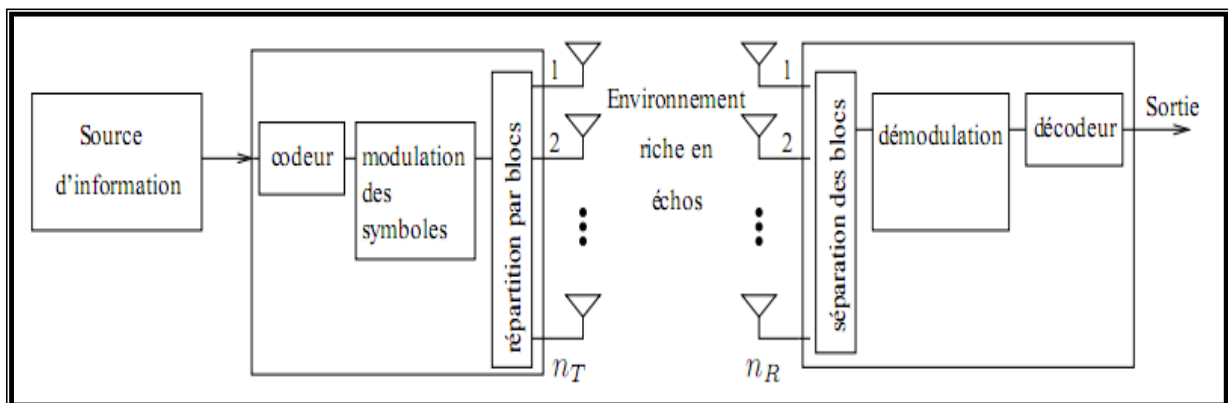 Source
d'information
codeur
modulation
des
symboles
répartition par blocs
1
2
n_T
Environnement
riche en
échos
1
2
n_R
séparation des blocs
démodulation
décodeur
Sortie